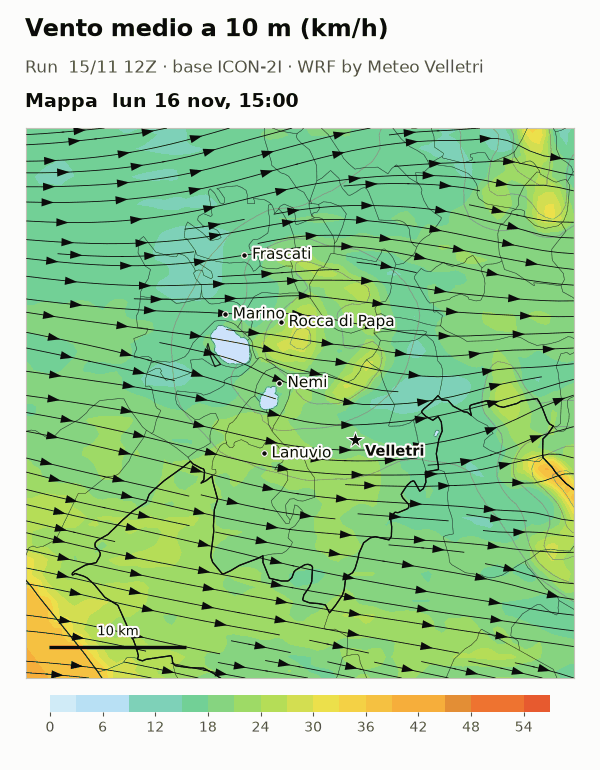 Vento medio a 10 m (km/h)
Run  15/11 12Z · base ICON-2I · WRF by Meteo Velletri
Mappa  lun 16 nov, 15:00
Frascati
Marino
Rocca di Papa
Nemi
Velletri
Lanuvio
10 km
0 6 12 18 24 30 36 42 48 54